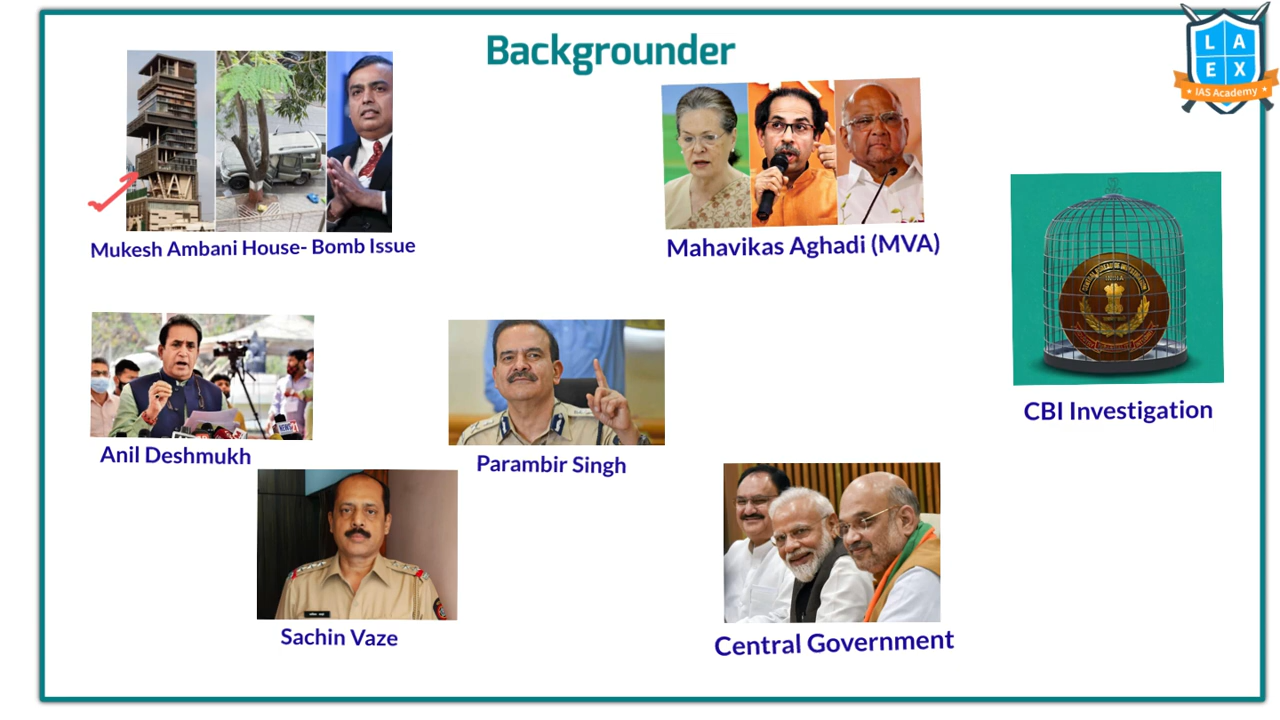 Backgrounder
L A
E X
IAS Academy
Mukesh Ambani House- Bomb Issue
Mahavikas Aghadi (MVA)
CBI Investigation
Anil Deshmukh
Parambir Singh
Sachin Vaze
Central Government